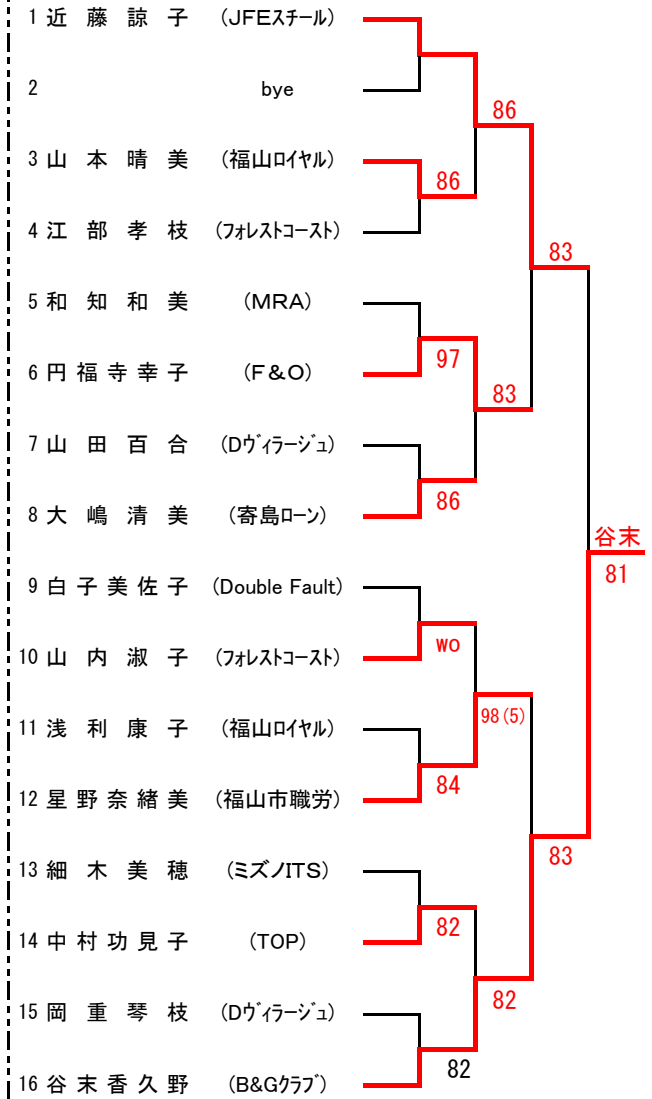 1 近藤諒子 (JFEスチール)
2 bye
86
3 山本晴美 (福山ロイヤル)
86
4 江部孝枝 (フォレストコースト)
83
5 和知和美 (MRA)
97
6 円福寺幸子 (F&O)
83
7 山田百合 (Dヴィラージュ)
86
8 大嶋清美 (寄島ローン)
谷末
81
9 白子美佐子 (Double Fault)
wo
10 山内淑子 (フォレストコースト)
98(5)
11 浅利康子 (福山ロイヤル)
84
12 星野奈緒美 (福山市職労)
83
13 細木美穂 (ミズノITS)
82
14 中村功見子 (TOP)
82
15 岡重琴枝 (Dヴィラージュ)
82
16 谷末香久野 (B&Gクラブ)